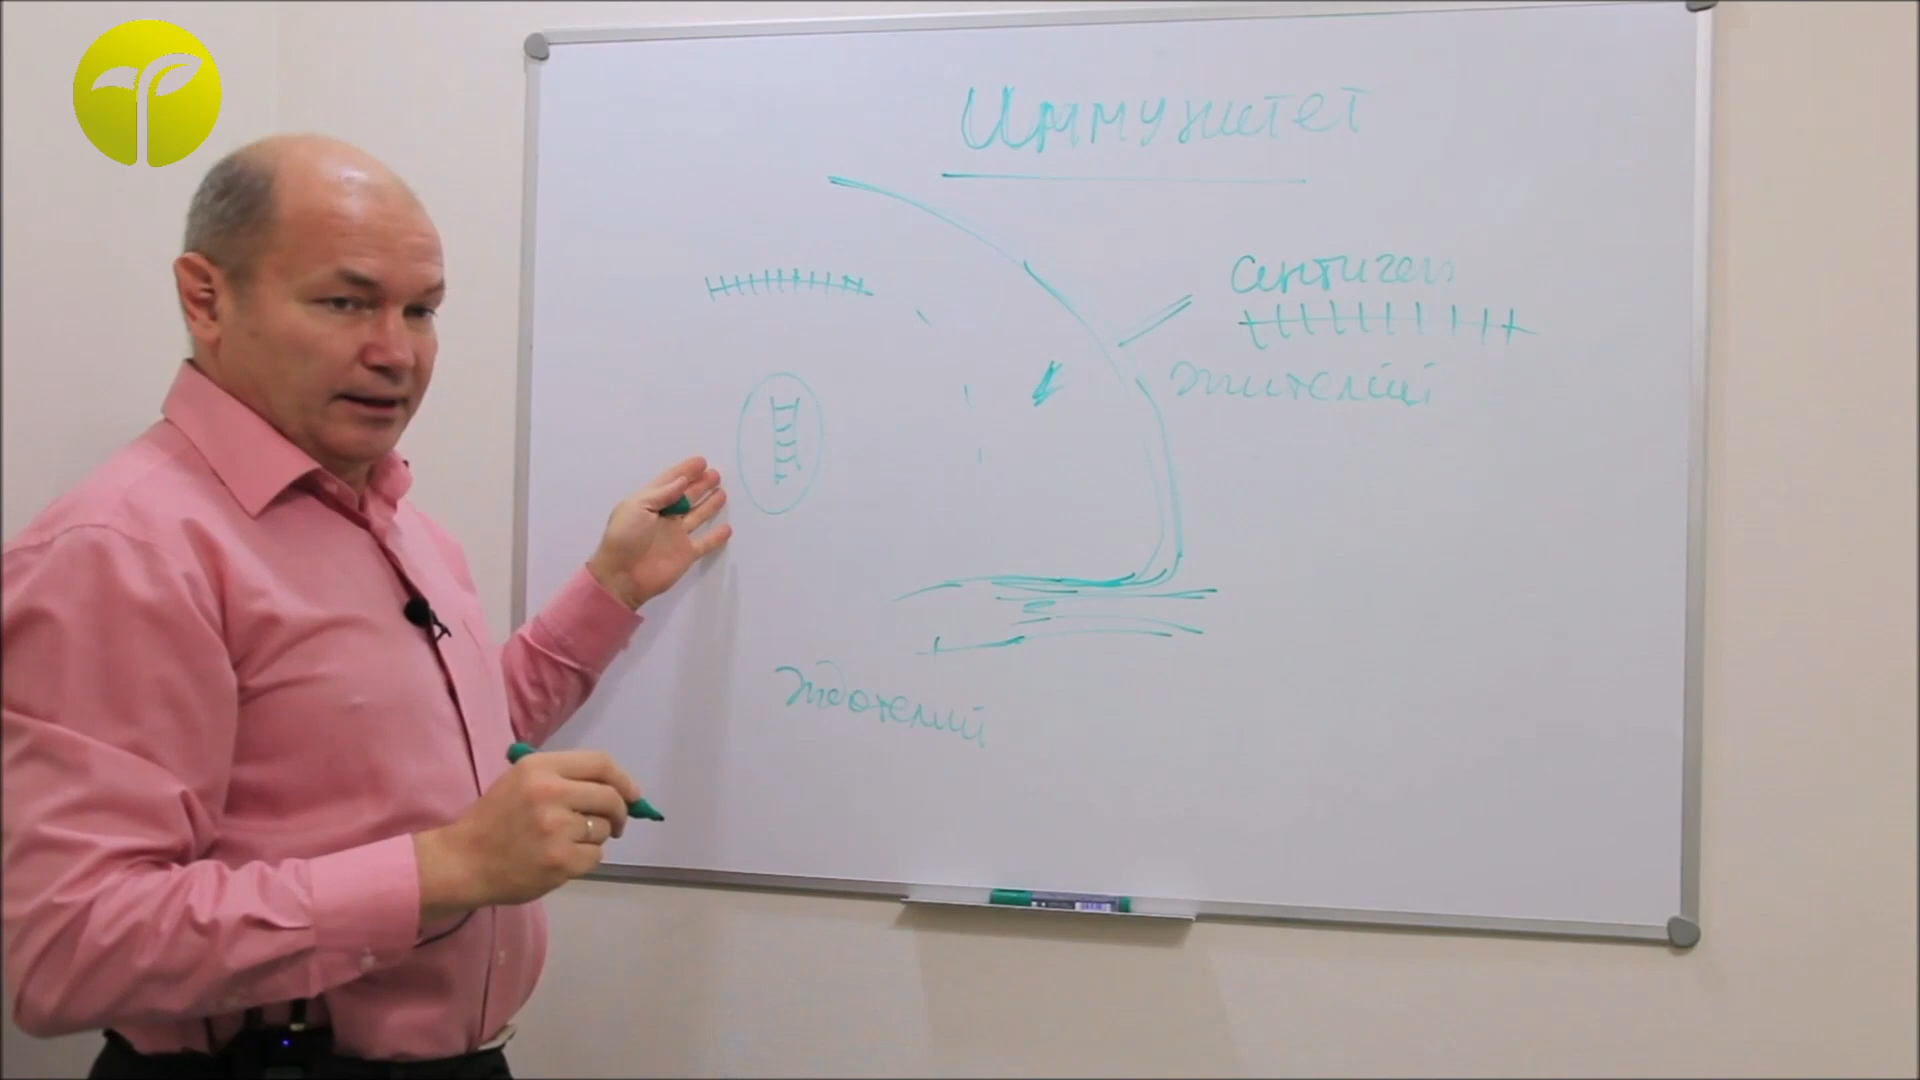 Иммунитет
антиген
эпителий
Эндотелий